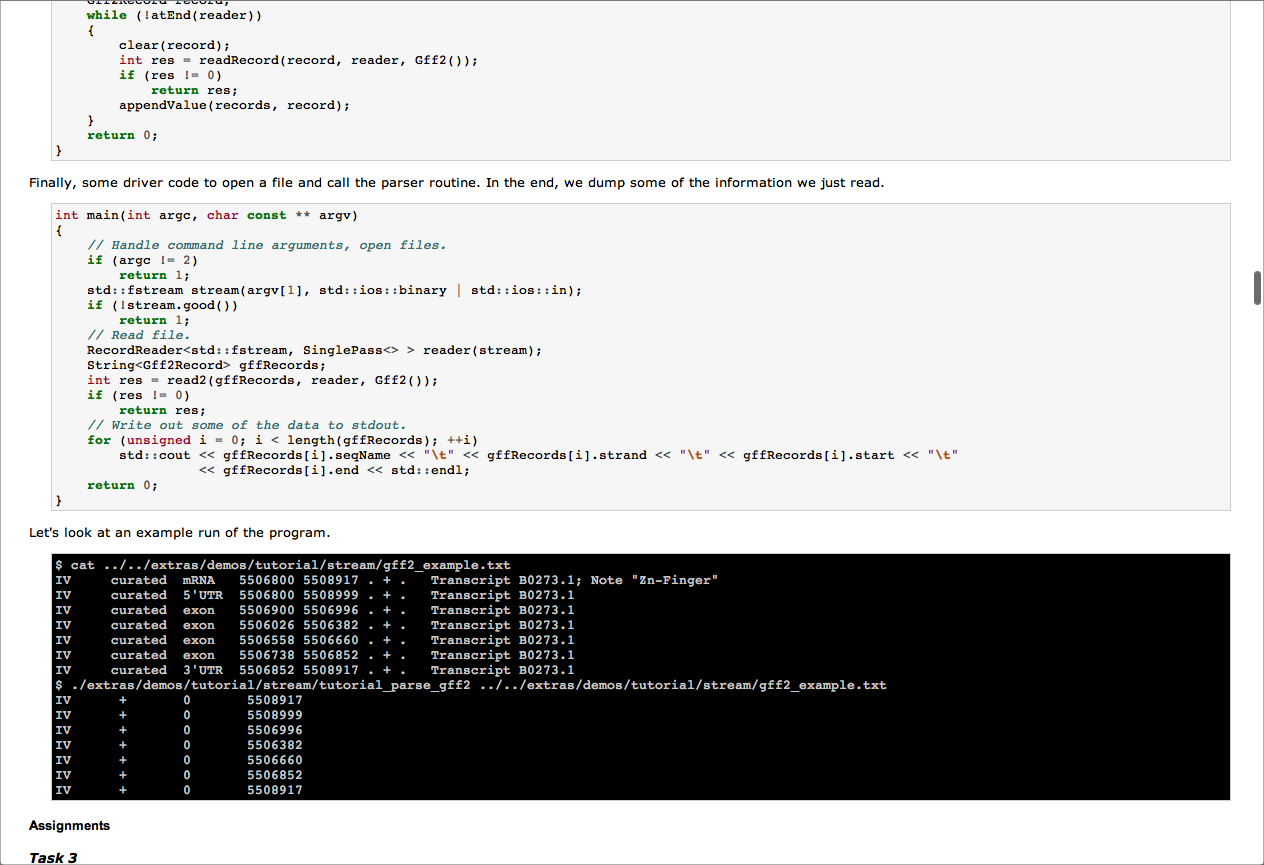 Gff2Record record;
while (!atEnd(reader))
{
clear(record);
int res = readRecord(record, reader, Gff2());
if (res != 0)
return res;
appendValue(records, record);
}
return 0;
}
Finally, some driver code to open a file and call the parser routine. In the end, we dump some of the information we just read.
int main(int argc, char const ** argv)
{
// Handle command line arguments, open files.
if (argc != 2)
return 1;
std::fstream stream(argv[1], std::ios::binary | std::ios::in);
if (!stream.good())
return 1;
// Read file.
RecordReader<std::fstream, SinglePass<> > reader(stream);
String<Gff2Record> gffRecords;
int res = read2(gffRecords, reader, Gff2());
if (res != 0)
return res;
// Write out some of the data to stdout.
for (unsigned i = 0; i < length(gffRecords); ++i)
std::cout << gffRecords[i].seqName << "\t" << gffRecords[i].strand << "\t" << gffRecords[i].start << "\t"
<< gffRecords[i].end << std::endl;
return 0;
}
Let's look at an example run of the program.
$ cat ../../extras/demos/tutorial/stream/gff2_example.txt
IV curated mRNA 5506800 5508917 . + . Transcript B0273.1; Note "Zn-Finger"
IV curated 5'UTR 5506800 5508999 . + . Transcript B0273.1
IV curated exon 5506900 5506996 . + . Transcript B0273.1
IV curated exon 5506026 5506382 . + . Transcript B0273.1
IV curated exon 5506558 5506660 . + . Transcript B0273.1
IV curated exon 5506738 5506852 . + . Transcript B0273.1
IV curated 3'UTR 5506852 5508917 . + . Transcript B0273.1
$ ./extras/demos/tutorial/stream/tutorial_parse_gff2 ../../extras/demos/tutorial/stream/gff2_example.txt
IV + 0 5508917
IV + 0 5508999
IV + 0 5506996
IV + 0 5506382
IV + 0 5506660
IV + 0 5506852
IV + 0 5508917
Assignments
Task 3